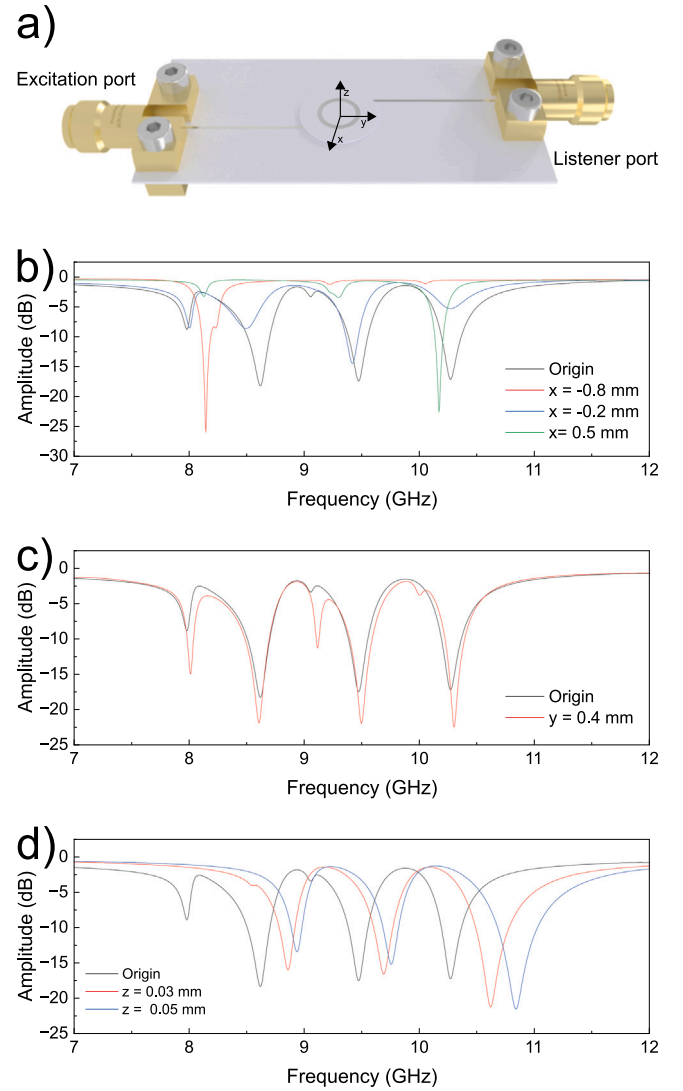 a)
Excitation port
z
y
x
Listener port
b)
Amplitude (dB)
0
−5
−10
−15
−20
−25
−30
Origin
x = -0.8 mm
x = -0.2 mm
x= 0.5 mm
7 8 9 10 11 12
Frequency (GHz)
c)
Amplitude (dB)
0
−5
−10
−15
−20
−25
Origin
y = 0.4 mm
7 8 9 10 11 12
Frequency (GHz)
d)
Amplitude (dB)
0
−5
−10
−15
−20
−25
Origin
z = 0.03 mm
z = 0.05 mm
7 8 9 10 11 12
Frequency (GHz)